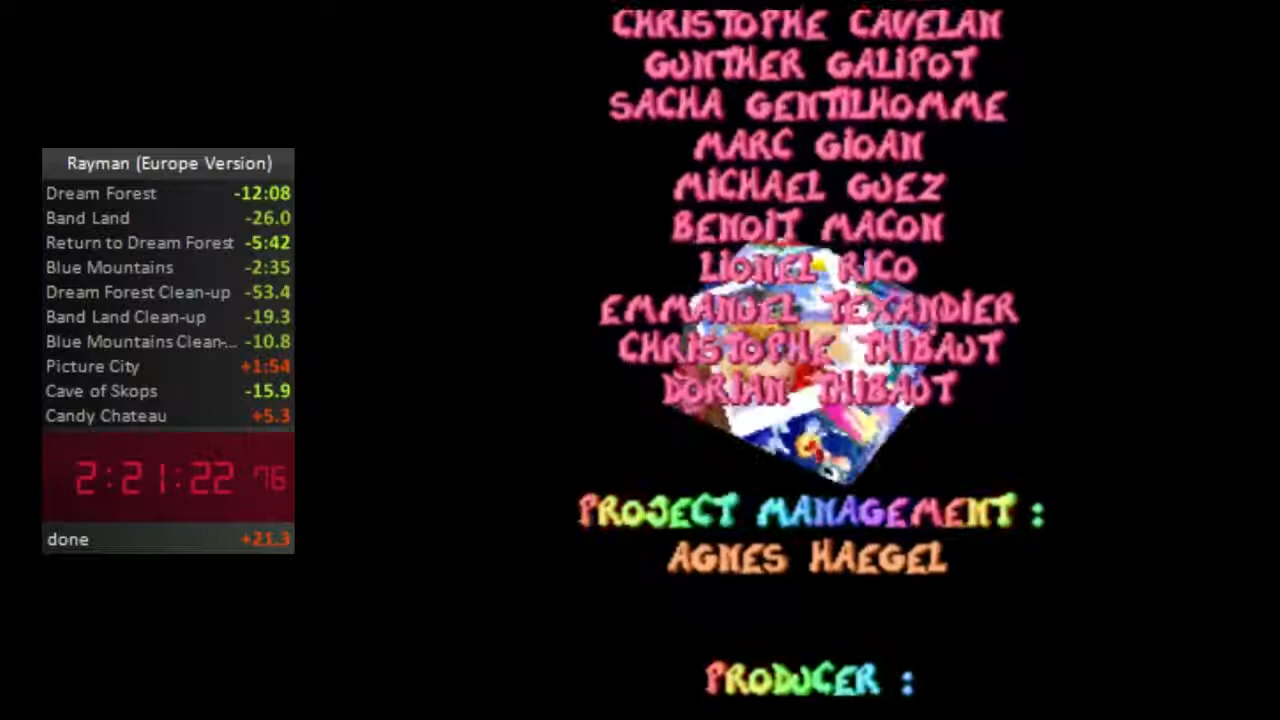 Rayman (Europe Version)
Dream Forest -12:08
Band Land -26.0
Return to Dream Forest -5:42
Blue Mountains -2:35
Dream Forest Clean-up -53.4
Band Land Clean-up -19.3
Blue Mountains Clean-... -10.8
Picture City +1:54
Cave of Skops -15.9
Candy Chateau +5.3
2:21:22 76
done +21.3
CHRISTOPHE CAVELAN
GUNTHER GALIPOT
SACHA GENTILHOMME
MARC GIOAN
MICHAEL GUEZ
BENOIT MACON
LIONEL RICO
EMMANUEL TEXANDIER
CHRISTOPHE THIBAUT
DORIAN THIBAUT
PROJECT MANAGEMENT :
AGNES HAEGEL
PRODUCER :